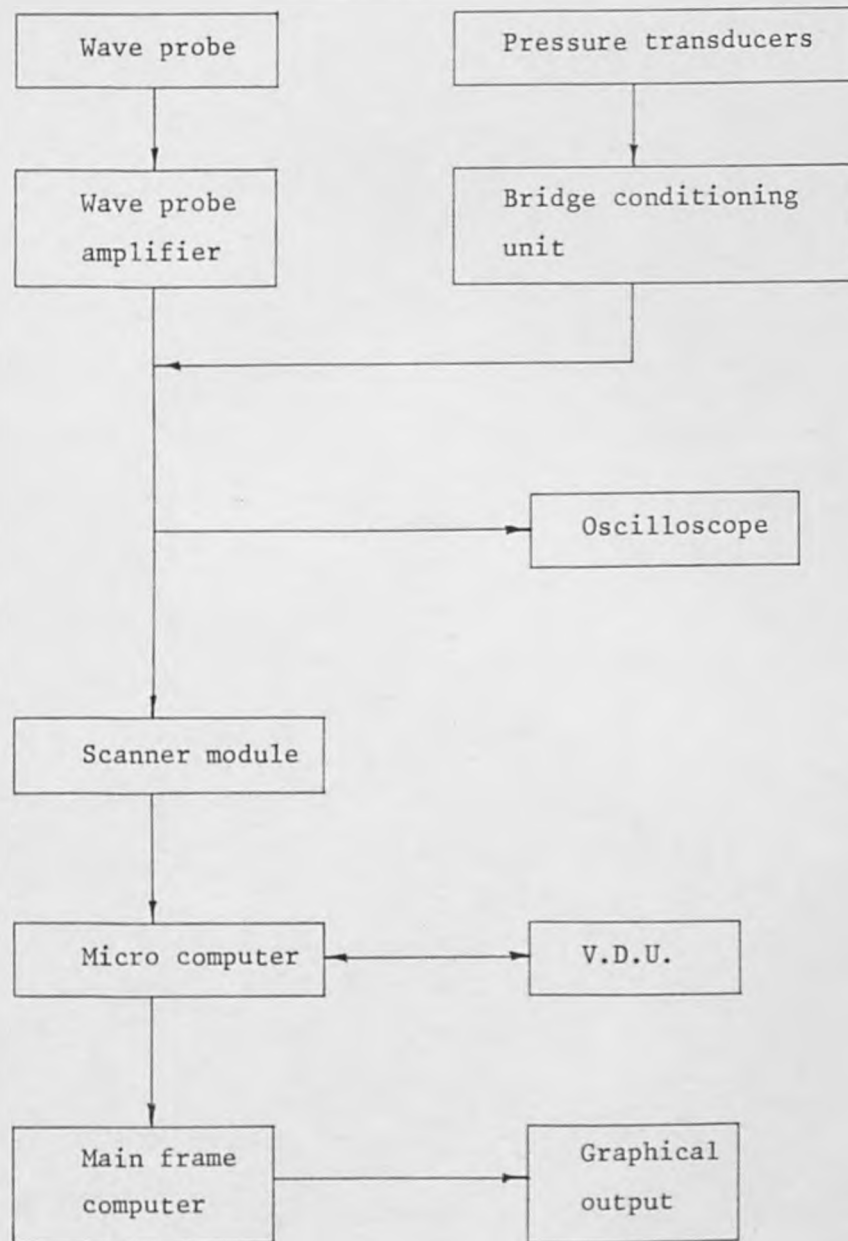 Wave probe
Pressure transducers
Wave probe
amplifier
Bridge conditioning
unit
Oscilloscope
Scanner module
Micro computer
V.D.U.
Main frame
computer
Graphical
output